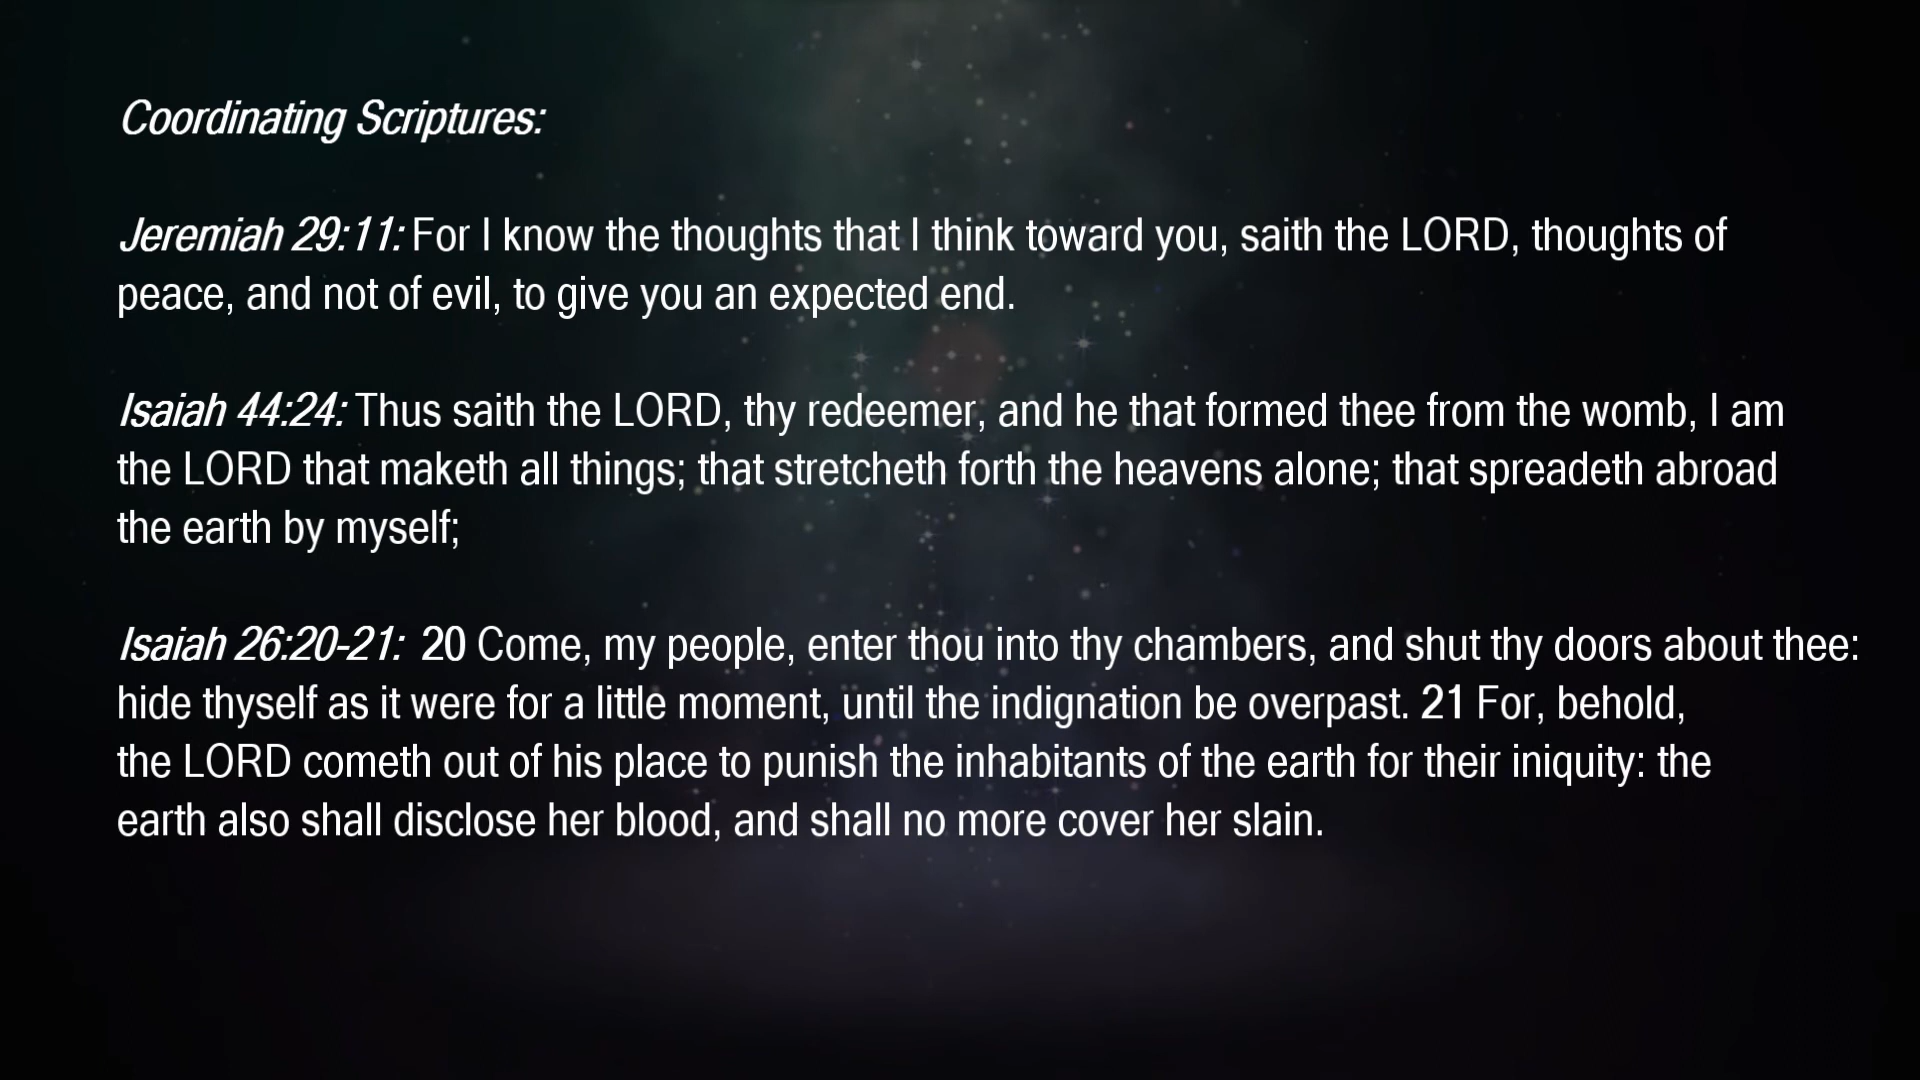 Coordinating Scriptures:
Jeremiah 29:11: For I know the thoughts that I think toward you, saith the LORD, thoughts of
peace, and not of evil, to give you an expected end.
Isaiah 44:24: Thus saith the LORD, thy redeemer, and he that formed thee from the womb, I am
the LORD that maketh all things; that stretcheth forth the heavens alone; that spreadeth abroad
the earth by myself;
Isaiah 26:20-21: 20 Come, my people, enter thou into thy chambers, and shut thy doors about thee:
hide thyself as it were for a little moment, until the indignation be overpast. 21 For, behold,
the LORD cometh out of his place to punish the inhabitants of the earth for their iniquity: the
earth also shall disclose her blood, and shall no more cover her slain.